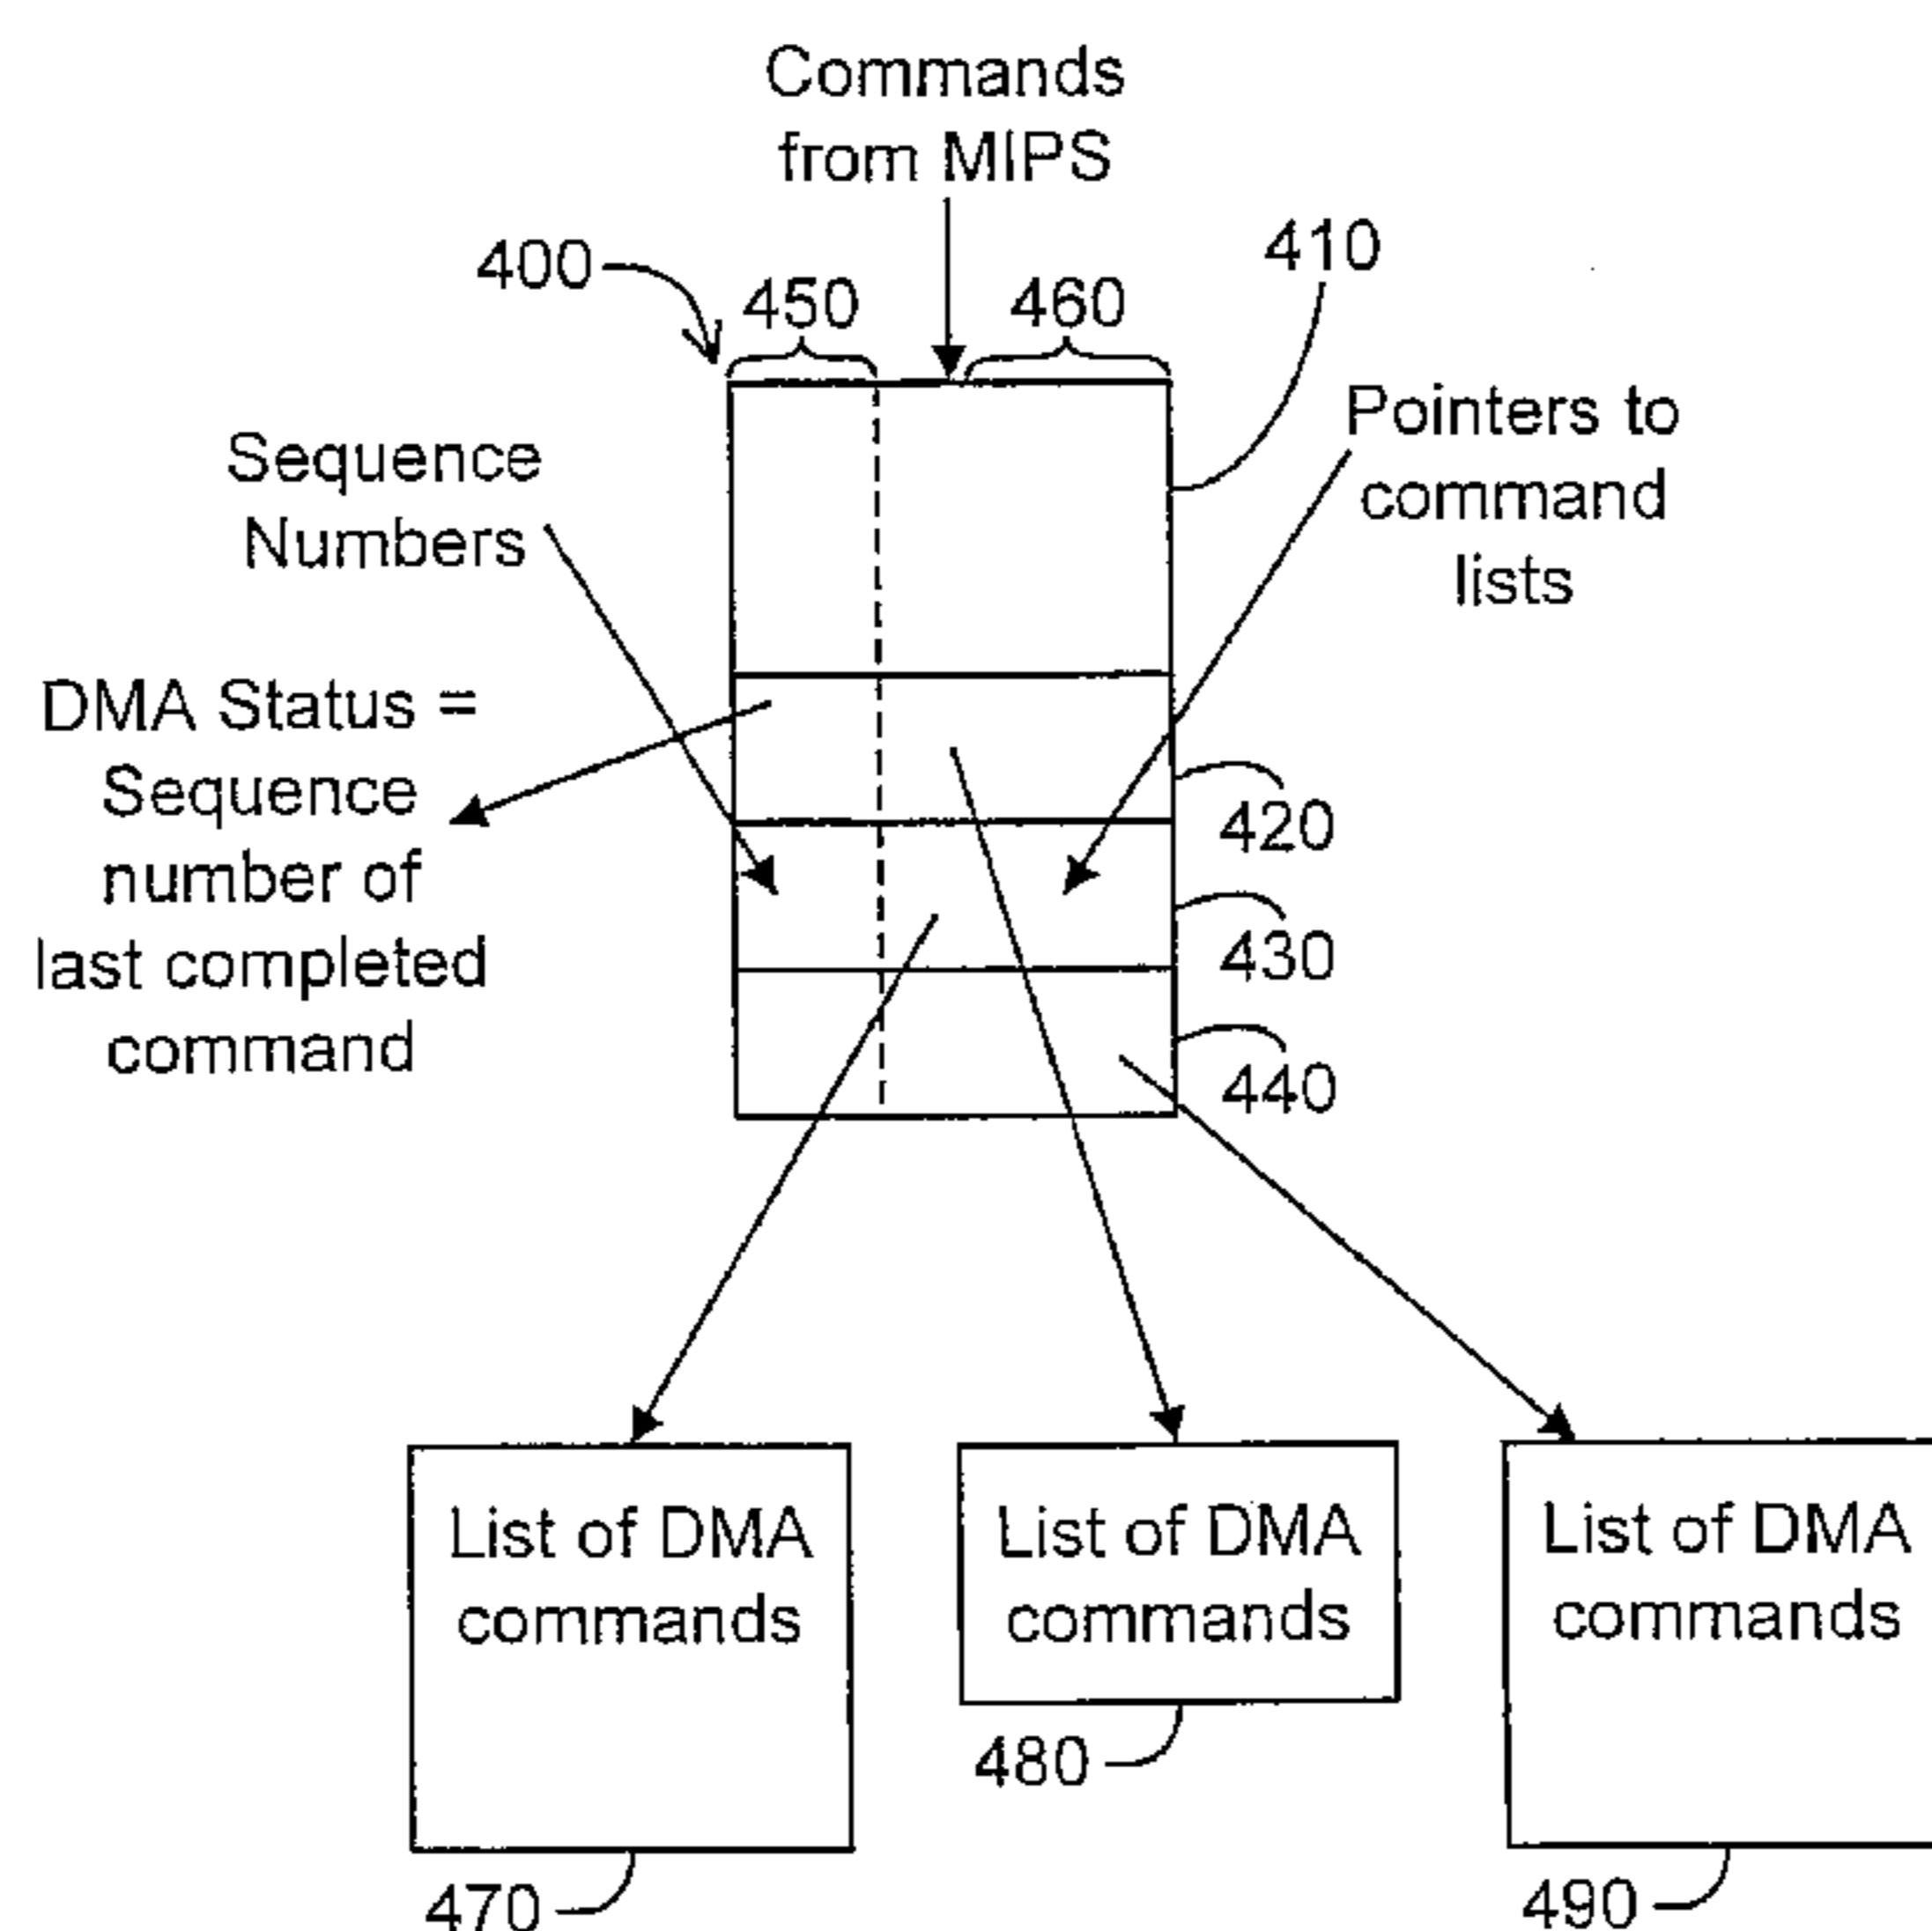 Commands
from MIPS
400
450
460
410
Sequence
Numbers
Pointers to
command
lists
DMA Status =
Sequence
number of
last completed
command
420
430
440
List of DMA
commands
List of DMA
commands
List of DMA
commands
480
470
490